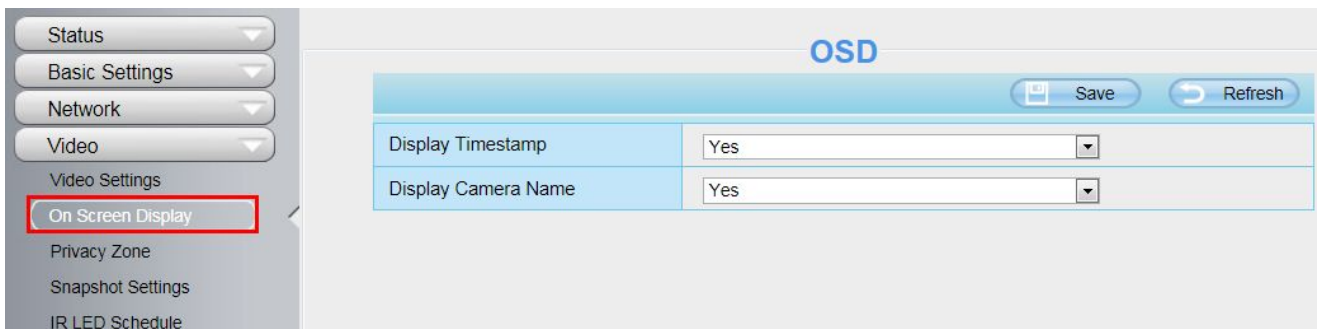 Status
Basic Settings
Network
Video
Video Settings
On Screen Display
Privacy Zone
Snapshot Settings
IR LED Schedule
OSD
Save Refresh
Display Timestamp Yes
Display Camera Name Yes